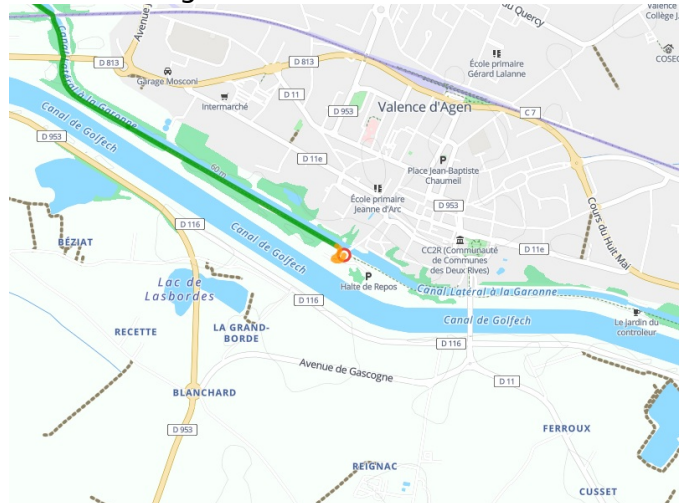 du Quercy
Valence
Collège J.
Avenue
D 813
École primaire
Gérard Lalanne
COSEC
D 813
Garage Mosconi
Canal Latéral à la Garonne
Intermarché
D 11
Valence d'Agen
D 953
C 7
Canal de Golfech
D 953
D 11e
60 m
Place Jean-Baptiste
Chaumeil
École primaire
Jeanne d'Arc
D 953
Cours du Huit Mai
D 116
Canal de Golfech
BÉZIAT
CC2R (Communauté
de Communes
des Deux Rives)
D 11e
Lac de
Lasbordes
Halte de Repos
Canal Latéral à la Garonne
D 116
Canal de Golfech
Le Jardin du
controleur
RECETTE
LA GRAND-
BORDE
D 116
Avenue de Gascogne
BLANCHARD
D 11
D 953
FERROUX
REIGNAC
CUSSET